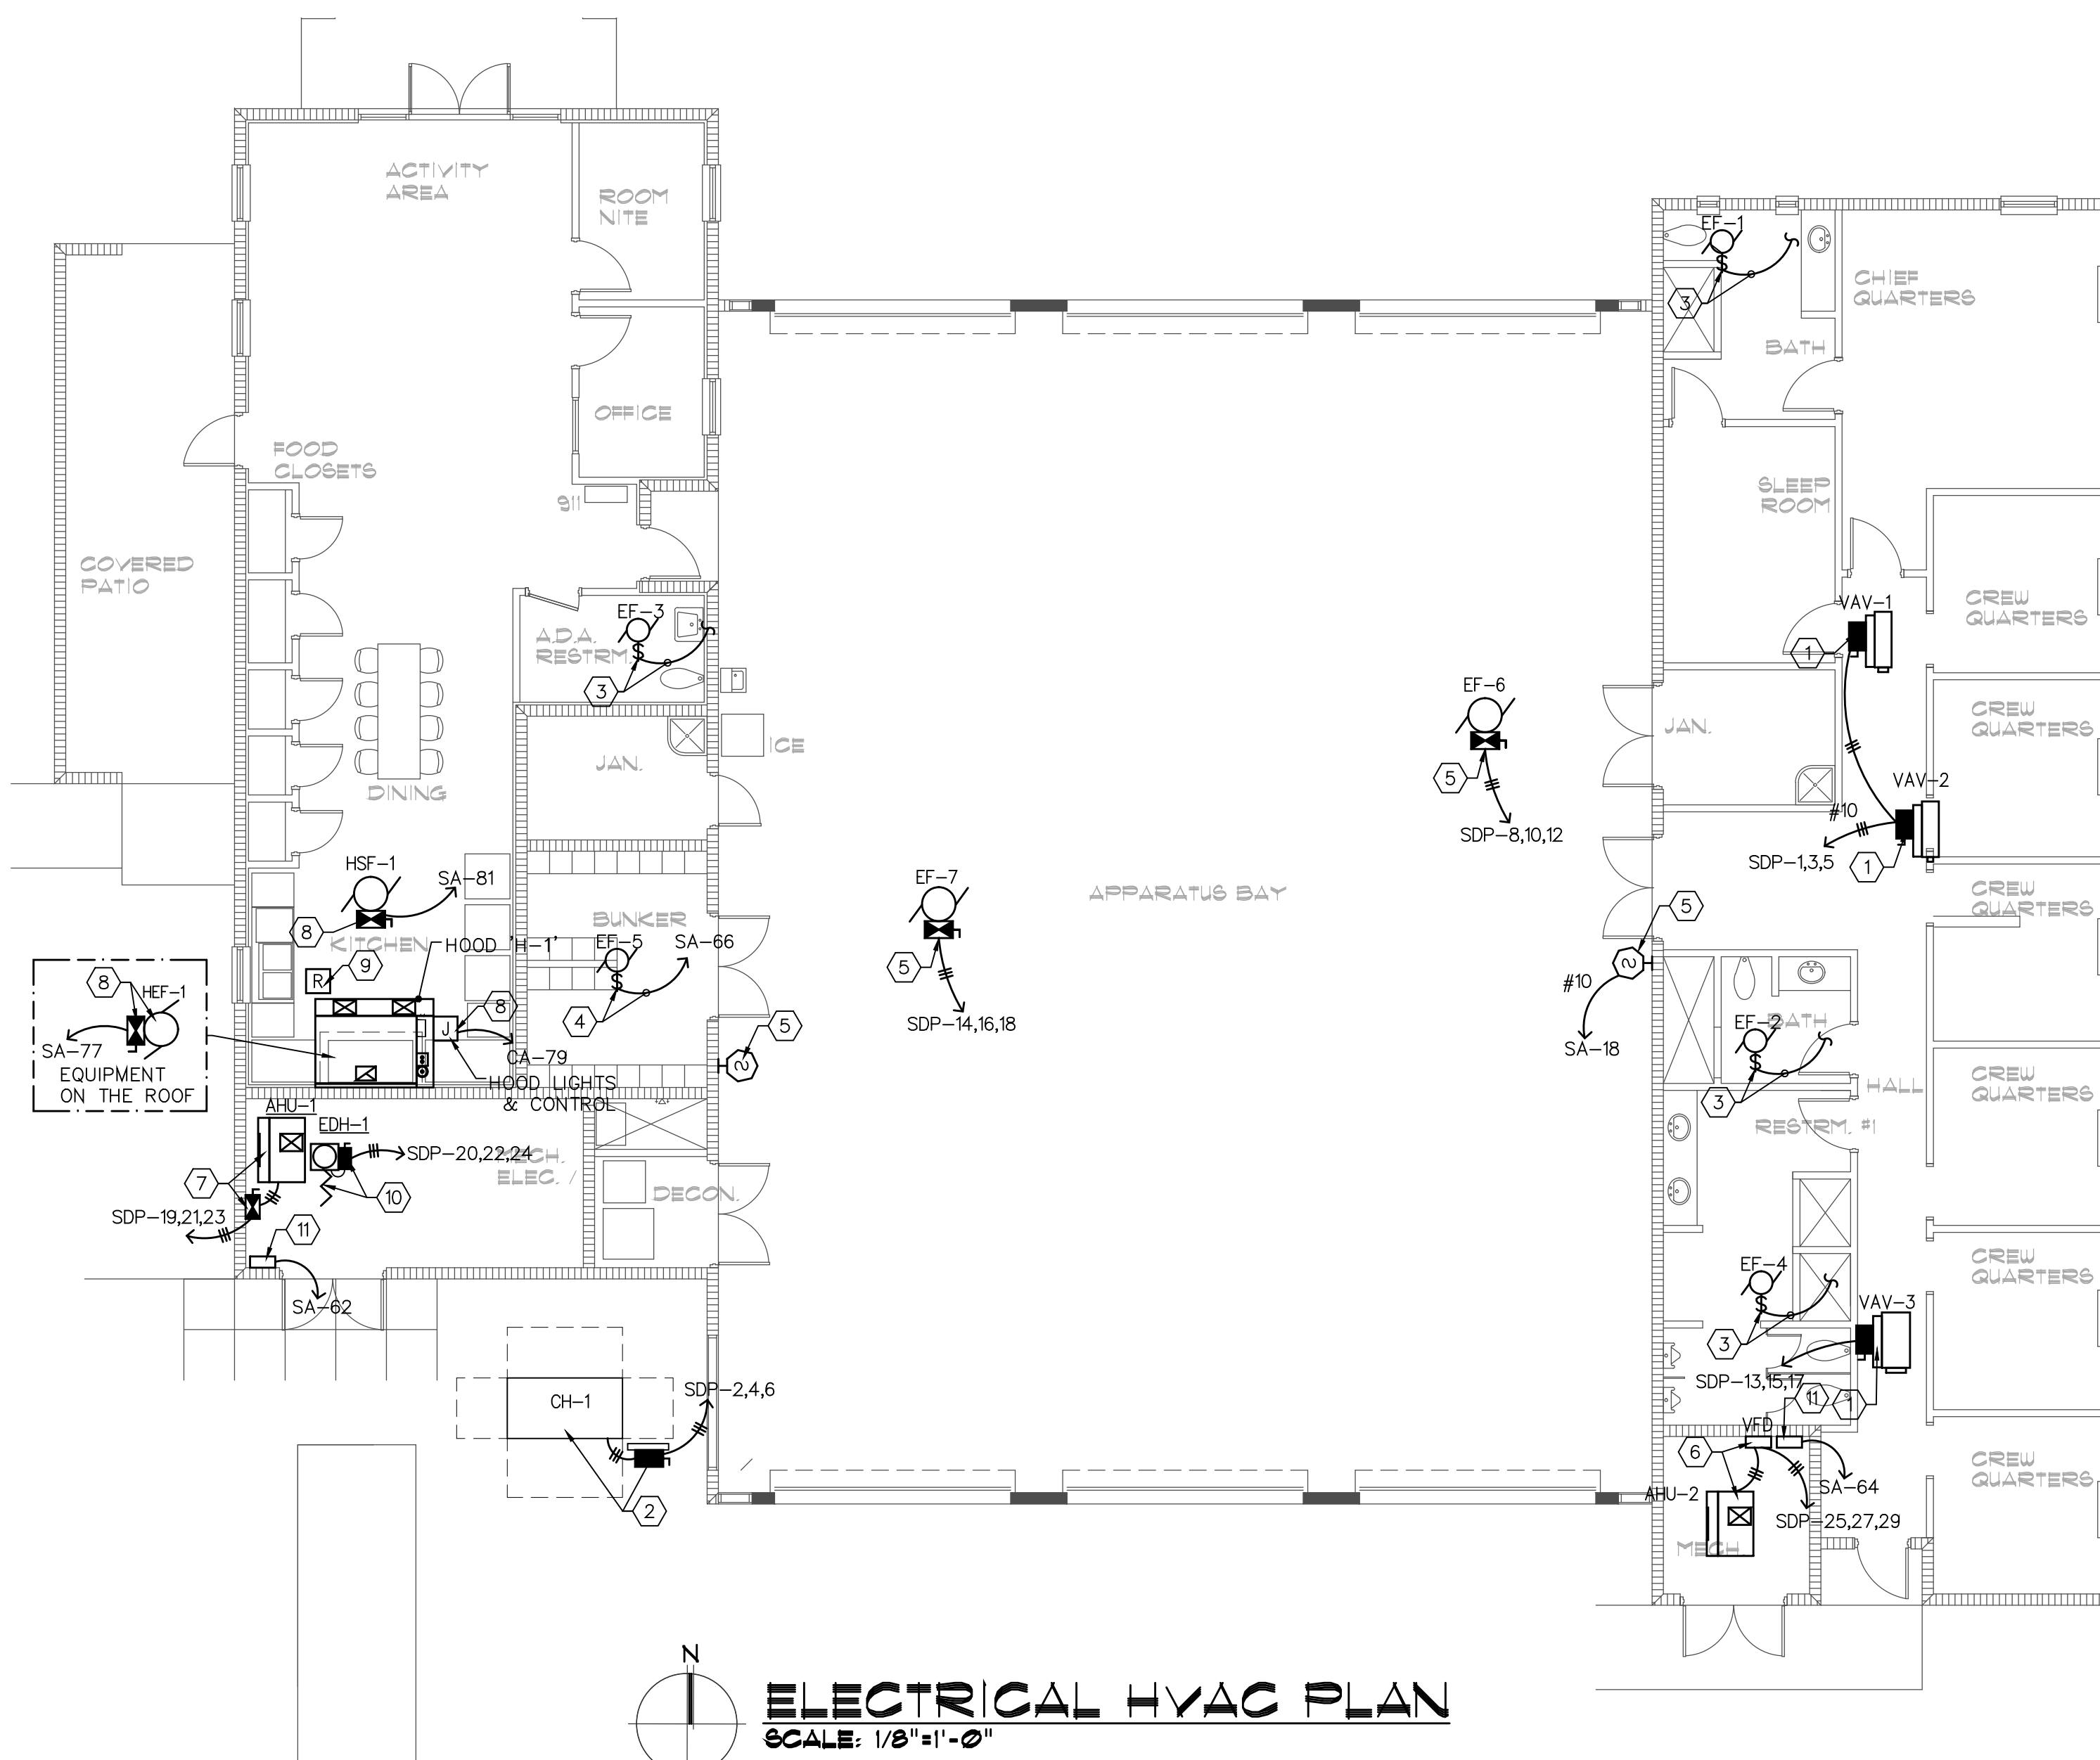 ACTIVITY
AREA
ROOM
NITE
EF-1
3
CHIEF
QUARTERS
BATH
OFFICE
FOOD
CLOSETS
911
SLEEP
ROOM
COVERED
PATIO
EF-3
A.D.A.
RESTRM.
3
VAV-1
1
CREW
QUARTERS
EF-6
5
SDP-8,10,12
JAN.
CREW
QUARTERS
ICE
JAN.
DINING
VAV-2
#10
SDP-1,3,5
1
HSF-1
SA-81
8
KITCHEN
HOOD 'H-1'
R
9
BUNKER
EF-5
SA-66
4
EF-7
5
SDP-14,16,18
APPARATUS BAY
CREW
QUARTERS
5
S
#10
SA-18
8
HEF-1
SA-77
EQUIPMENT
ON THE ROOF
8
J
CA-79
HOOD LIGHTS
& CONTROL
5
S
BATH
EF-2
3
HALL
CREW
QUARTERS
RESTRM. #1
AHU-1
EDH-1
SDP-20,22,24
7
10
MECH.
ELEC. /
DECON.
SDP-19,21,23
11
SA-62
EF-4
3
VAV-3
CREW
QUARTERS
SDP-13,15,17
11
1
CH-1
SDP-2,4,6
2
VFD
6
SA-64
AHU-2
SDP-25,27,29
MECH.
CREW
QUARTERS
N
ELECTRICAL HVAC PLAN
SCALE: 1/8"=1'-0"